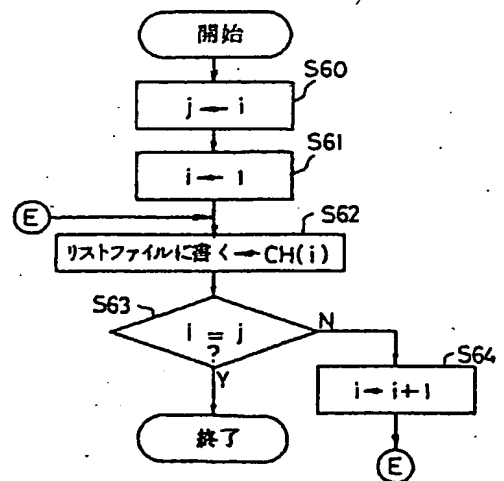 開始
S60
j ← i
S61
i ← 1
E
S62
リストファイルに書く ← CH(i)
S63
i = j
?
N
Y
S64
i ← i+1
終了
E